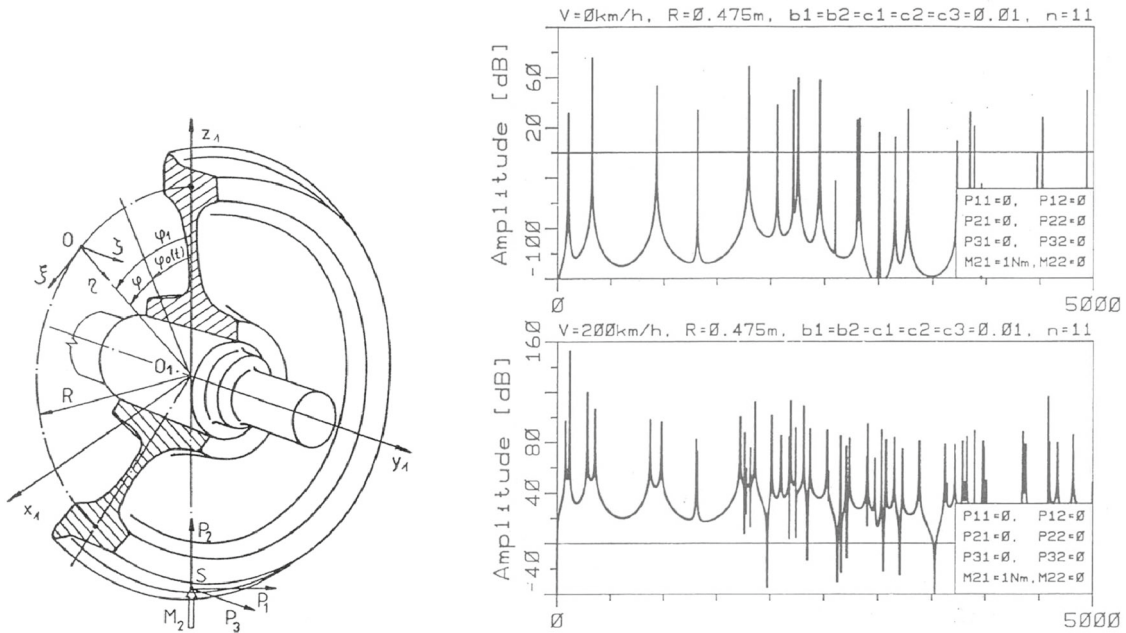 z₁
O
ζ
φ₁
φ₀(t)
ξ
η
φ
O₁
R
y₁
x₁
P₂
S
P₁
M₂
P₃
V=0km/h, R=0.475m, b1=b2=c1=c2=c3=0.01, n=11
Amplitude [dB]
60
20
-100
-140
P11=0, P12=0
P21=0, P22=0
P31=0, P32=0
M21=1Nm, M22=0
0
5000
V=200km/h, R=0.475m, b1=b2=c1=c2=c3=0.01, n=11
Amplitude [dB]
160
80
40
-40
P11=0, P12=0
P21=0, P22=0
P31=0, P32=0
M21=1Nm, M22=0
0
5000